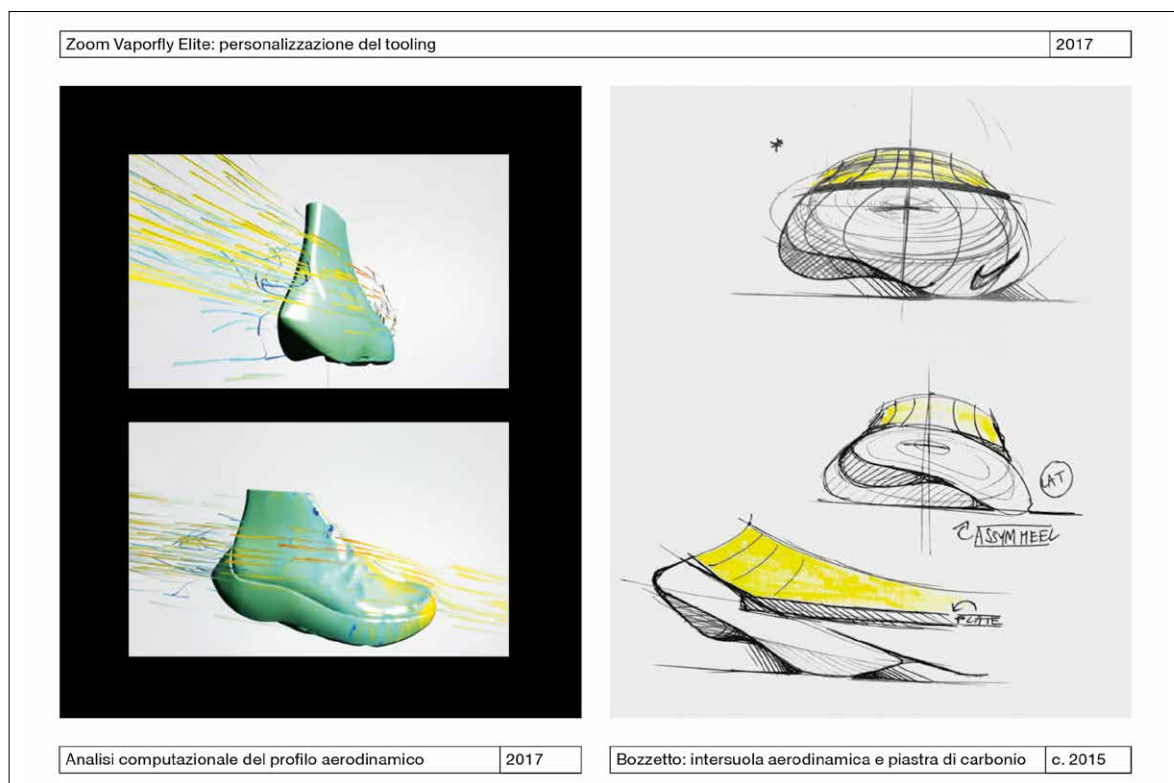 Zoom Vaporfly Elite: personalizzazione del tooling
2017
LAT
ASSYM HEEL
PLATE
Analisi computazionale del profilo aerodinamico
2017
Bozzetto: intersuola aerodinamica e piastra di carbonio
c. 2015